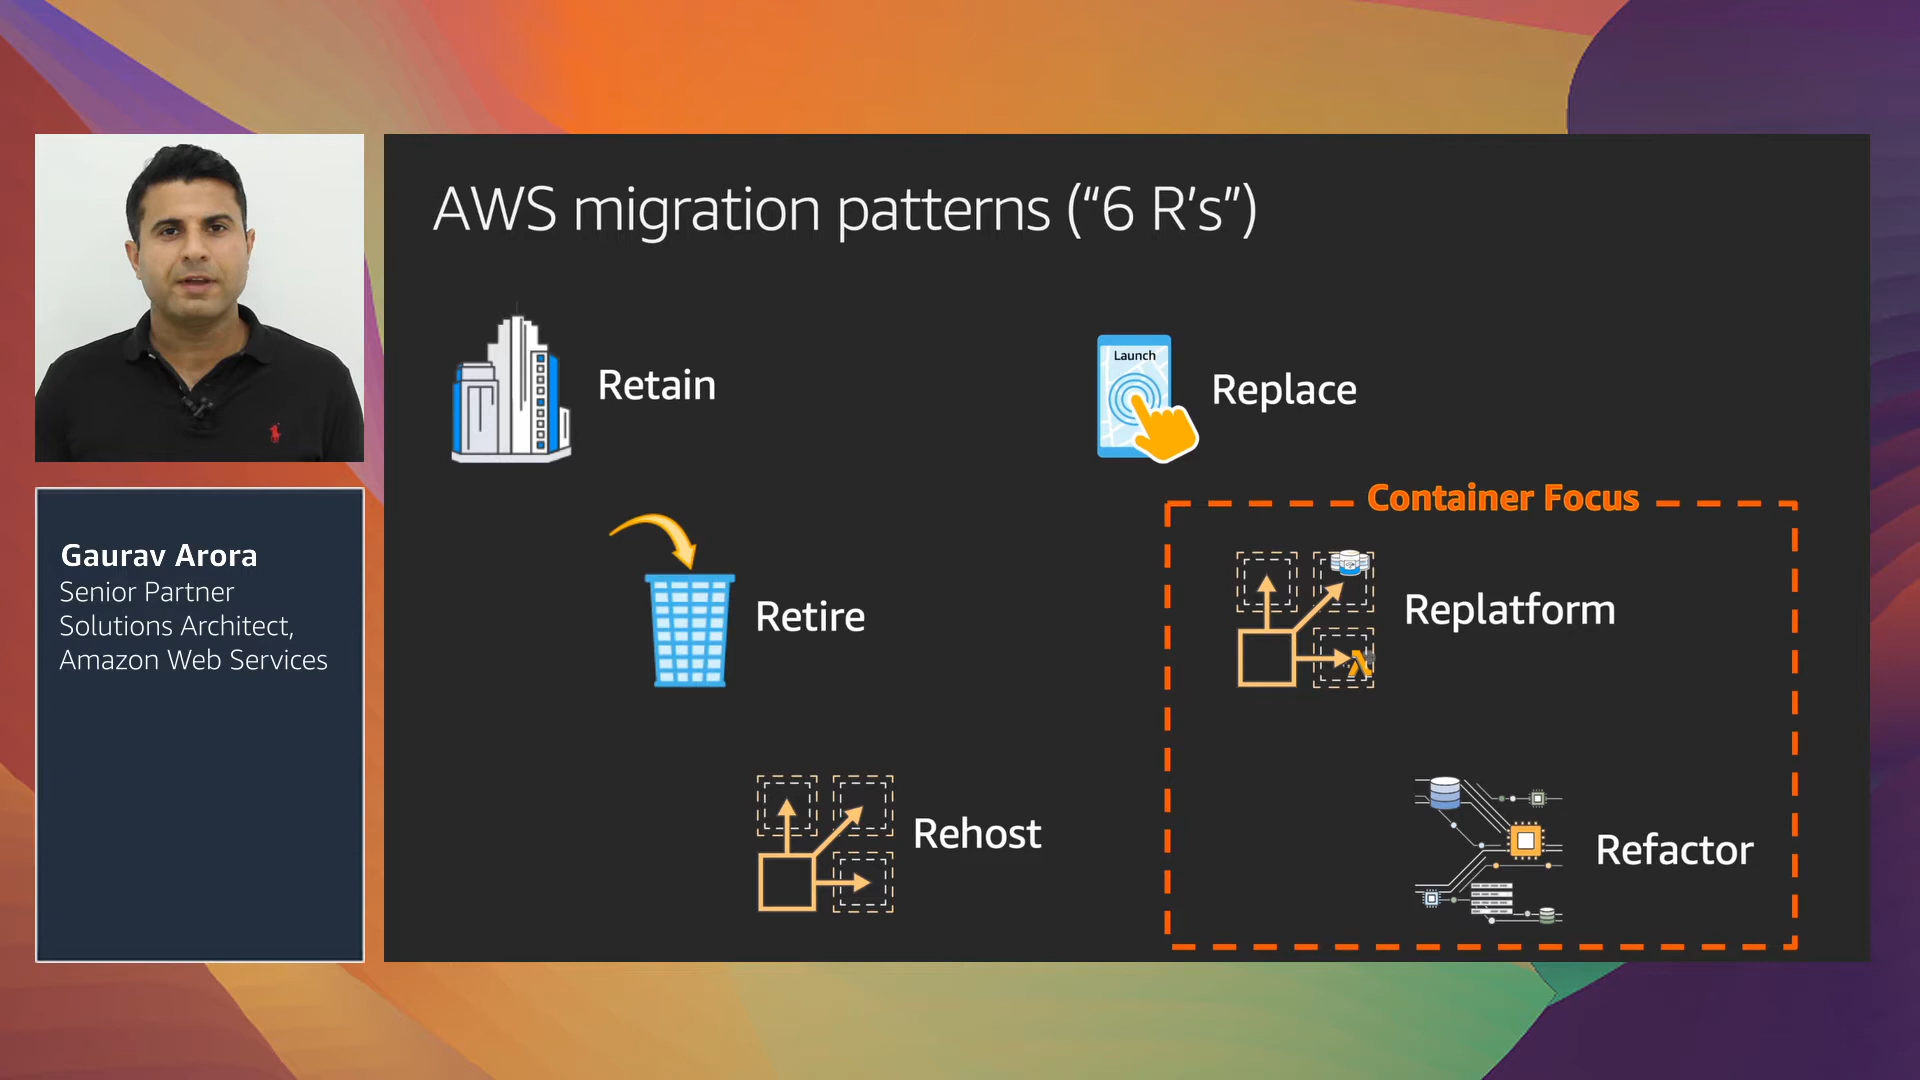 AWS migration patterns (“6 R’s”)
Retain
Launch
Replace
Container Focus
Retire
Replatform
Rehost
Refactor
Gaurav Arora
Senior Partner
Solutions Architect,
Amazon Web Services